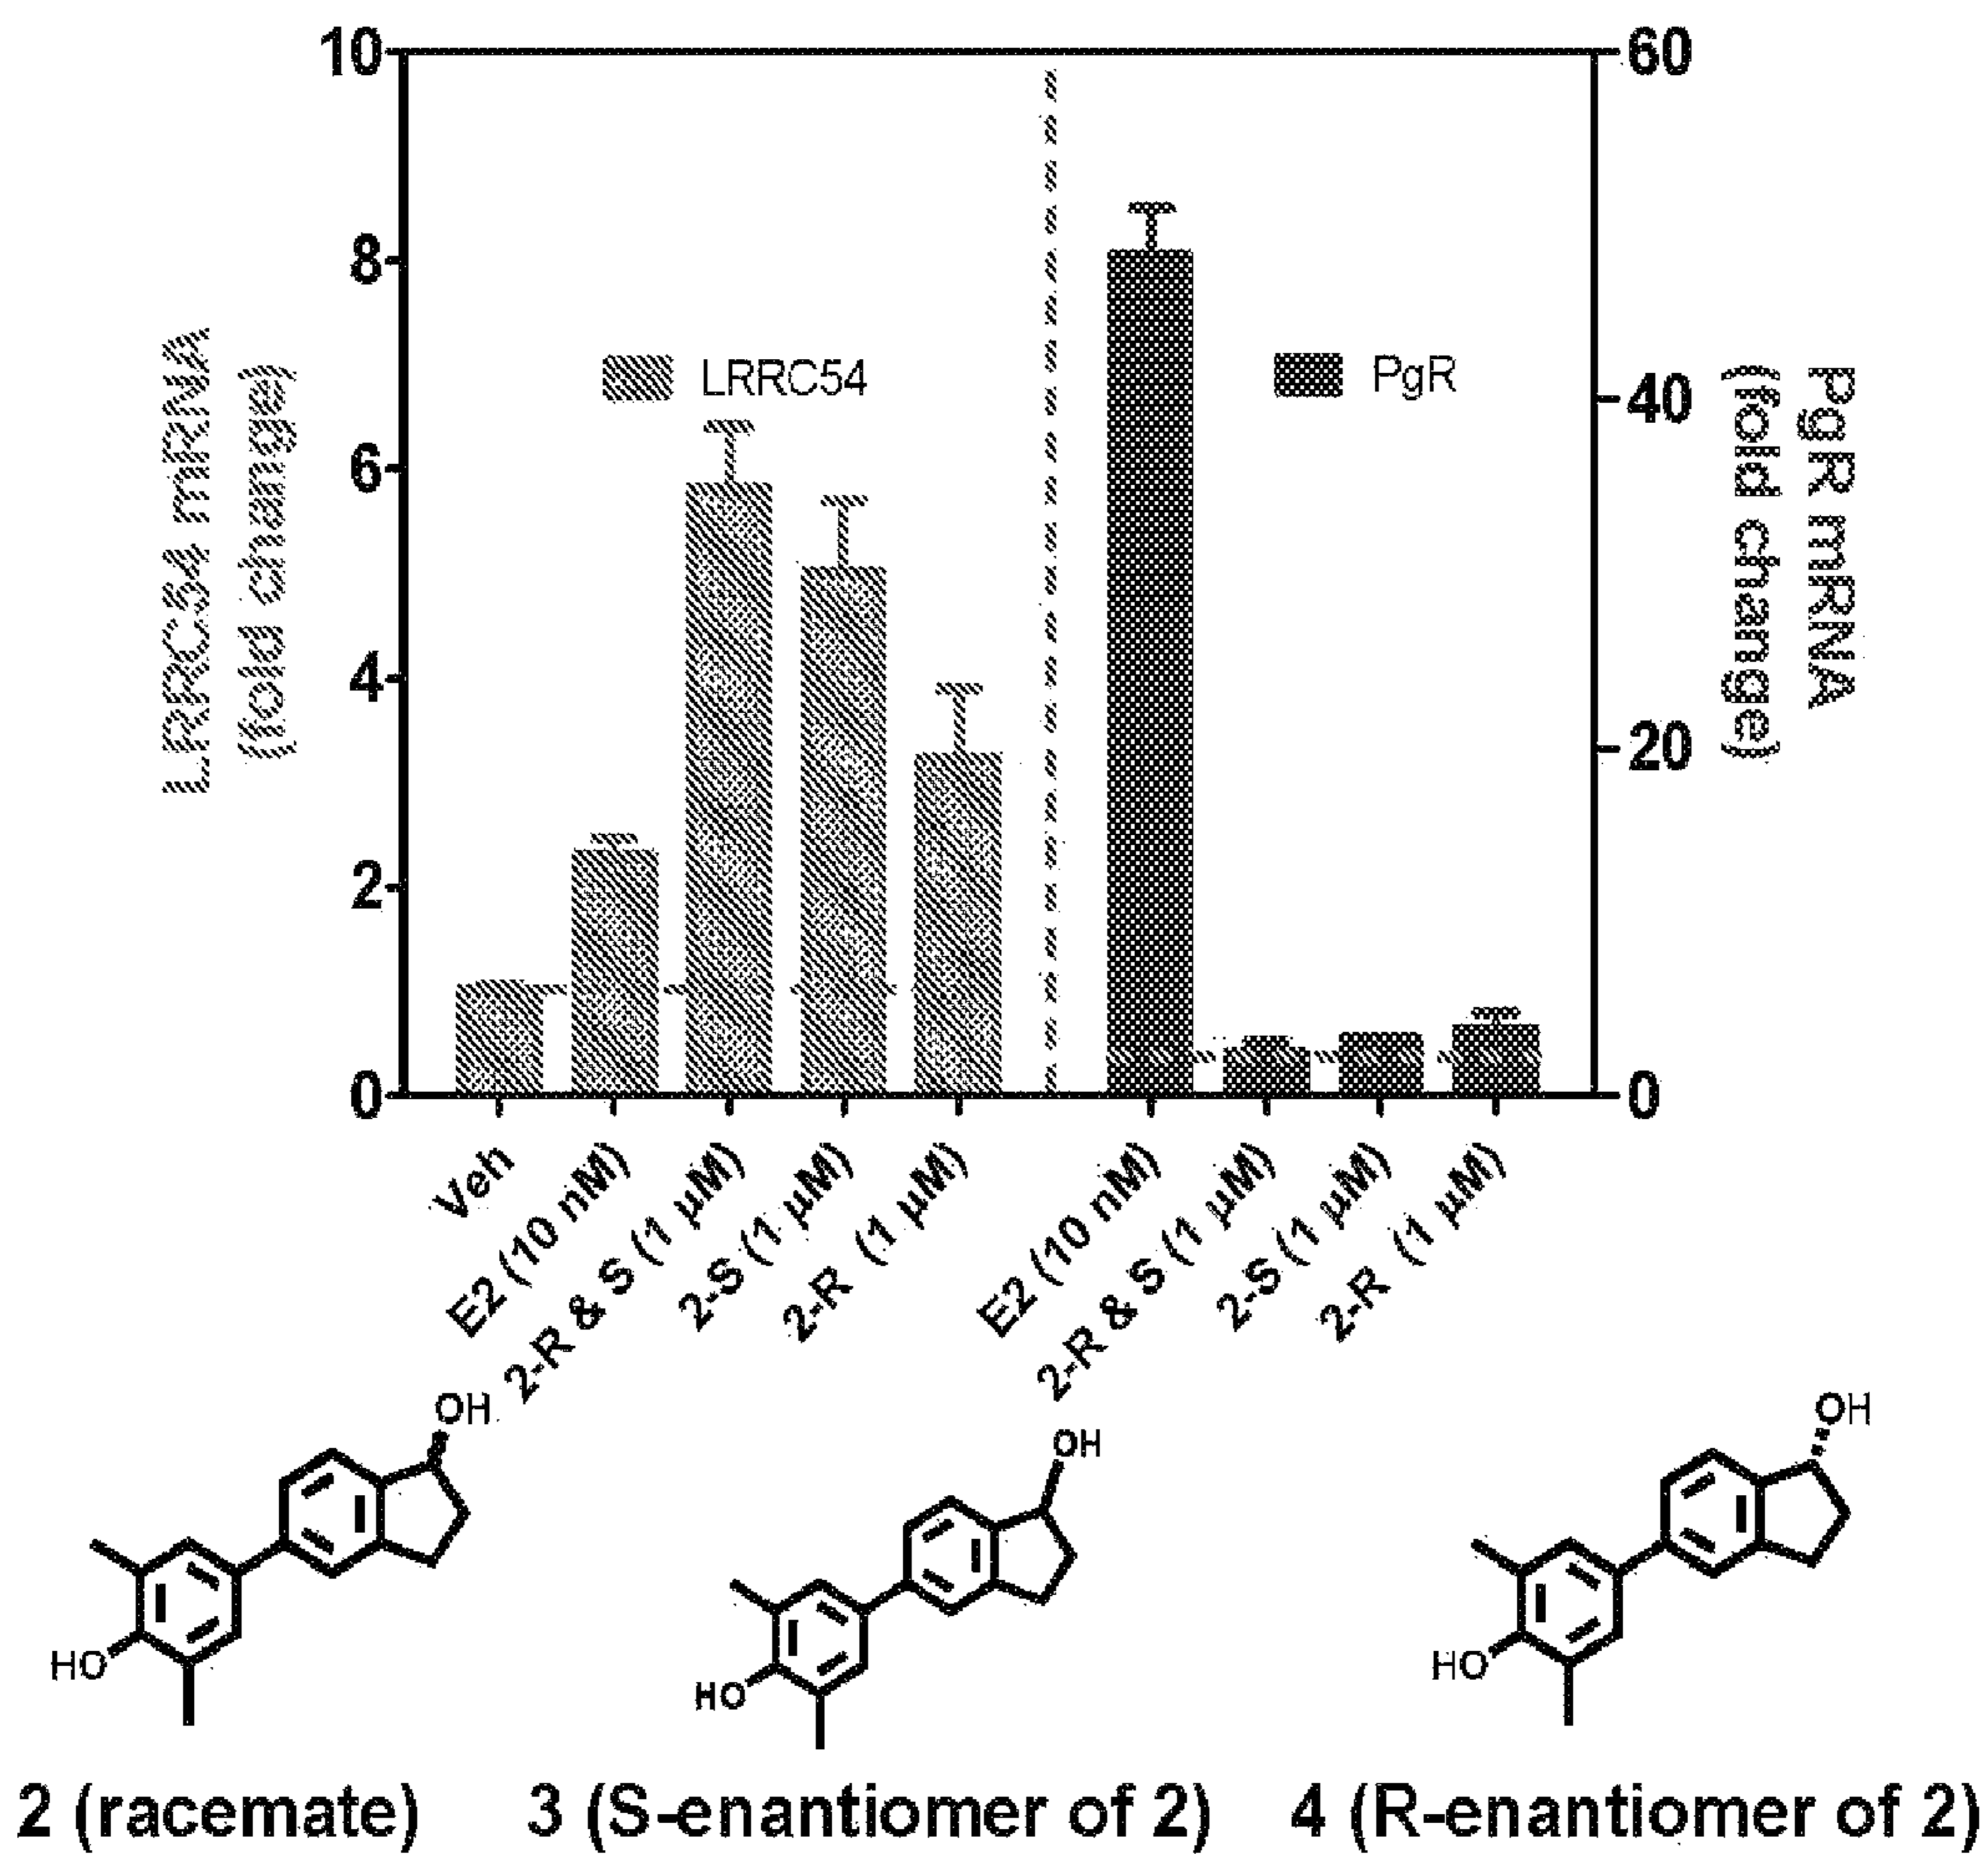 10
8
6
4
2
0
LRRC54 mRNA
(fold change)
LRRC54
PgR
60
40
20
0
PgR mRNA
(fold change)
Veh
E2 (10 nM)
2-R & S (1 µM)
2-S (1 µM)
2-R (1 µM)
E2 (10 nM)
2-R & S (1 µM)
2-S (1 µM)
2-R (1 µM)
OH
HO
OH
HO
OH
HO
2 (racemate)
3 (S-enantiomer of 2)
4 (R-enantiomer of 2)